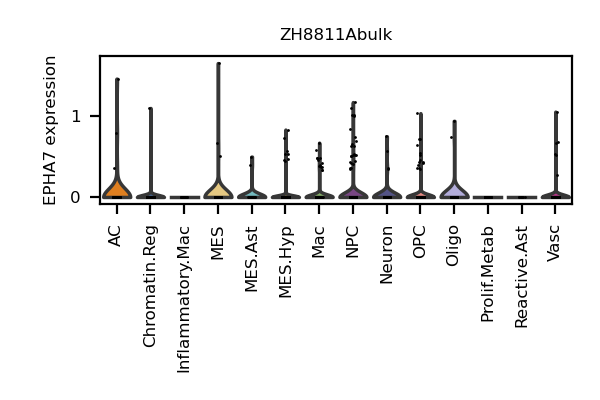 ZH8811Abulk
EPHA7 expression
1
0
AC
Chromatin.Reg
Inflammatory.Mac
MES
MES.Ast
MES.Hyp
Mac
NPC
Neuron
OPC
Oligo
Prolif.Metab
Reactive.Ast
Vasc